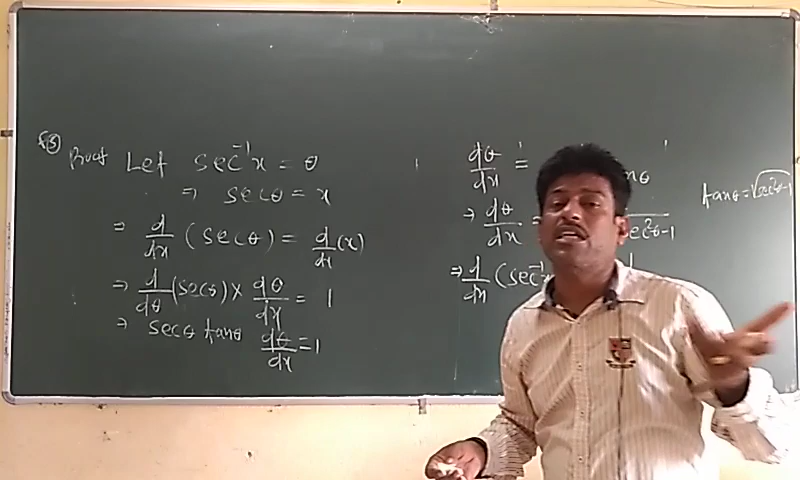 Proof Let sec⁻¹x = θ
⇒ secθ = x
⇒ d/dx (secθ) = d/dx (x)
⇒ d/dθ (secθ) × dθ/dx = 1
⇒ secθ tanθ dθ/dx = 1
dθ/dx =
⇒ dθ/dx =
⇒ d/dx (sec⁻¹
tanθ = √sec²θ-1